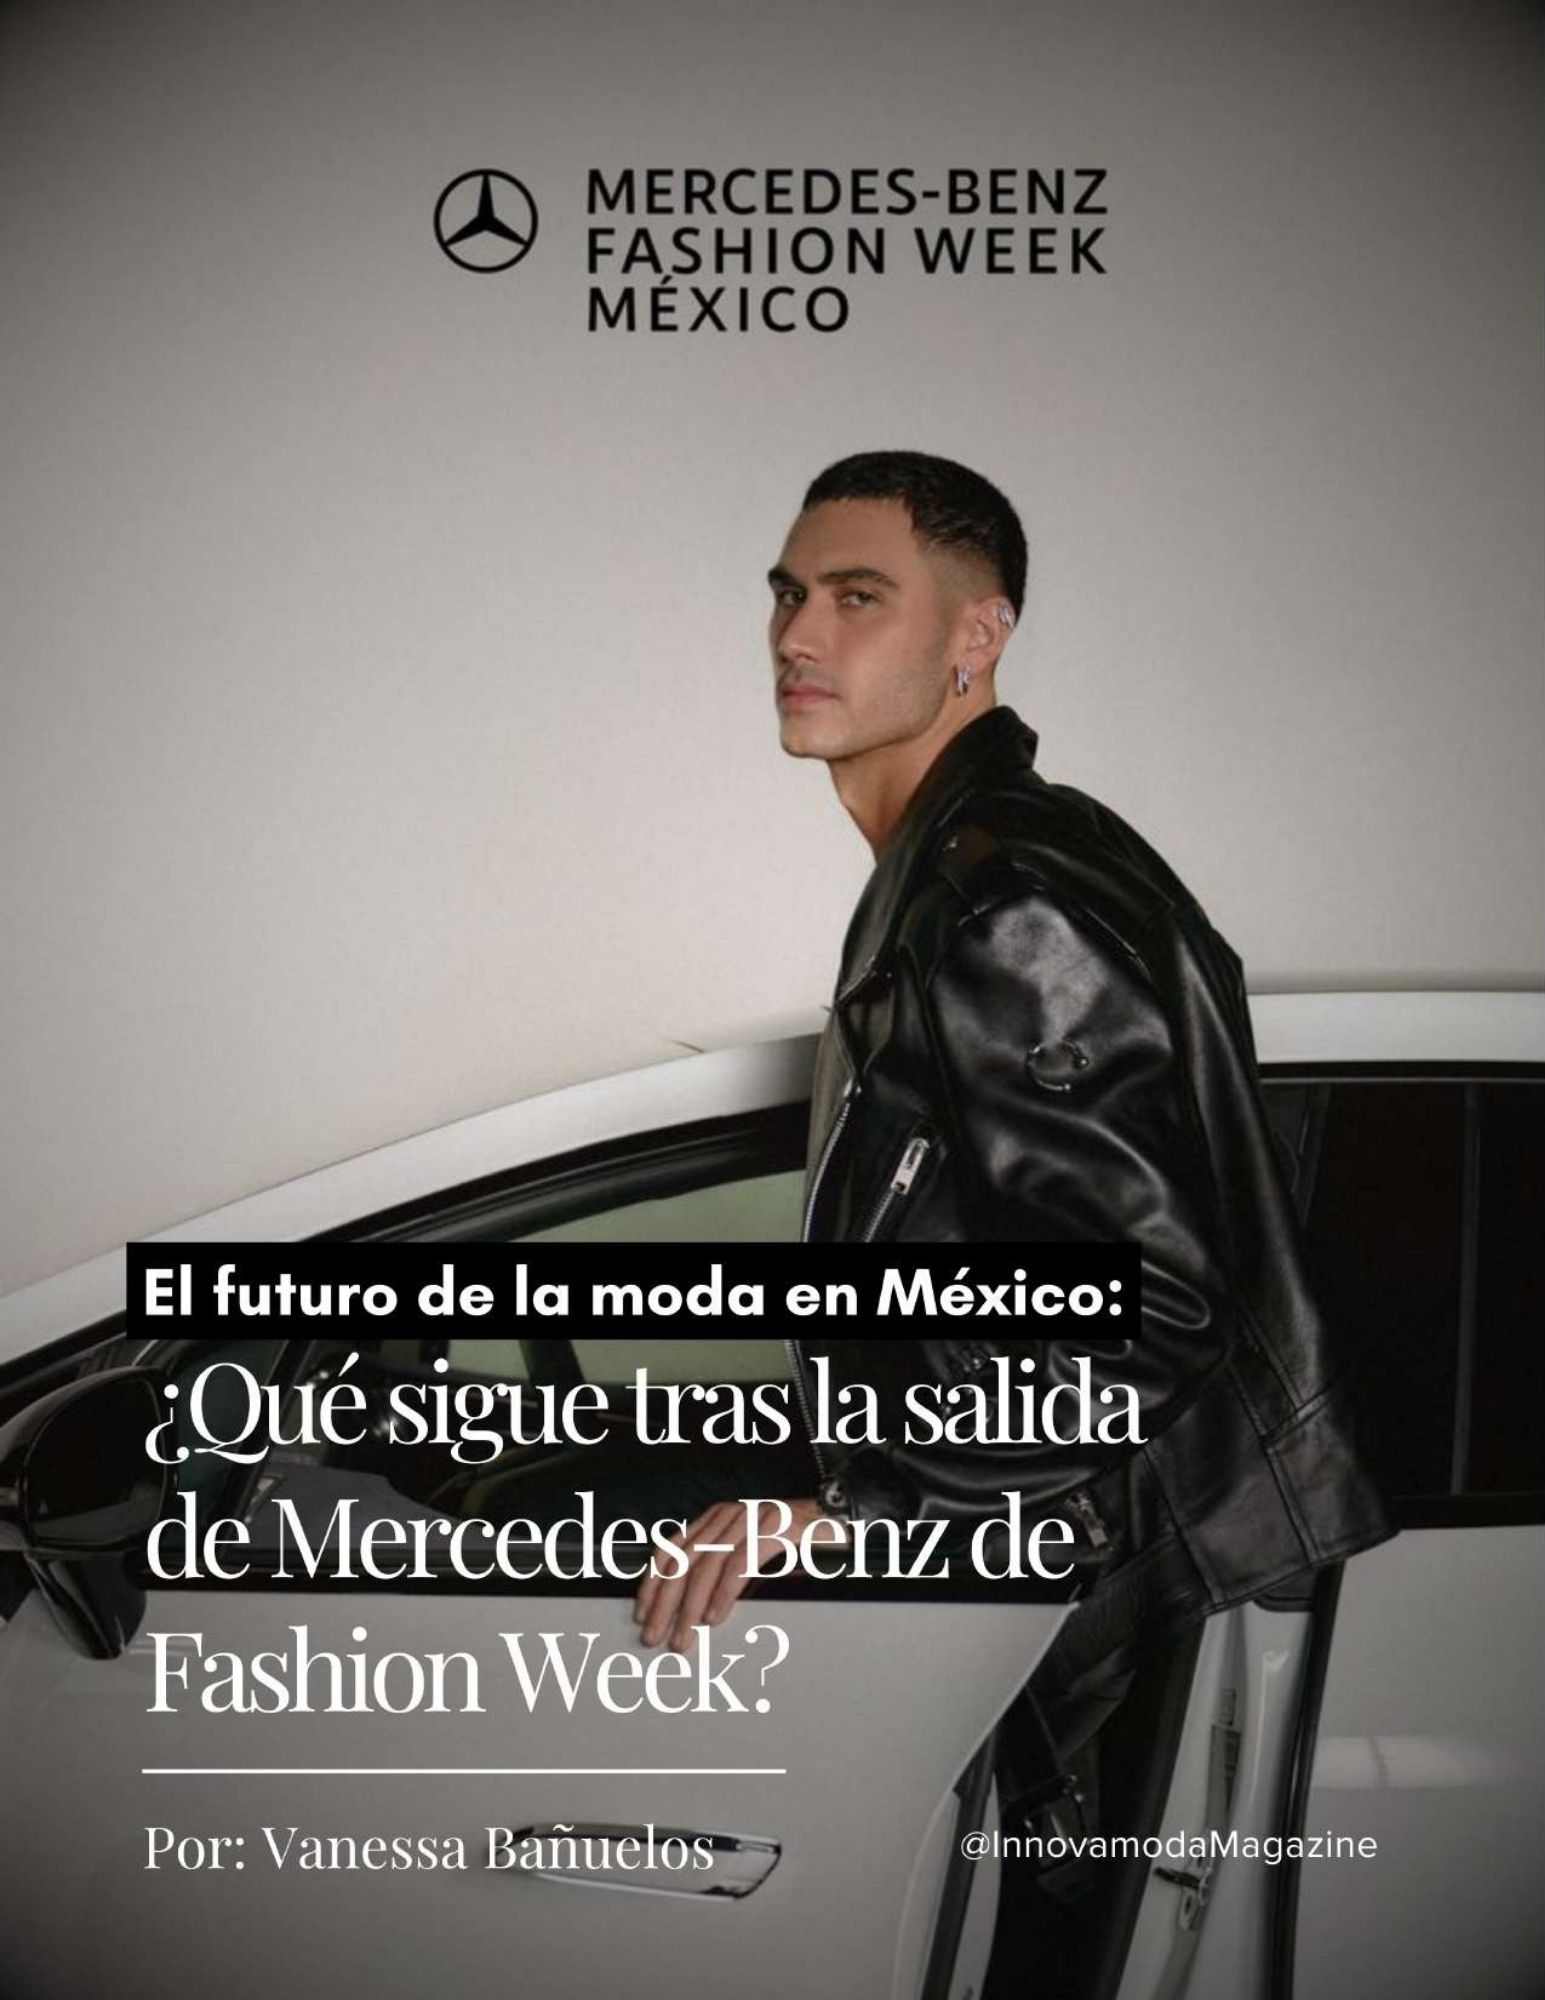 MERCEDES-BENZ
FASHION WEEK
MÉXICO
El futuro de la moda en México:
¿Qué sigue tras la salida
de Mercedes-Benz de
Fashion Week?
Por: Vanessa Bañuelos
@InnovamodaMagazine